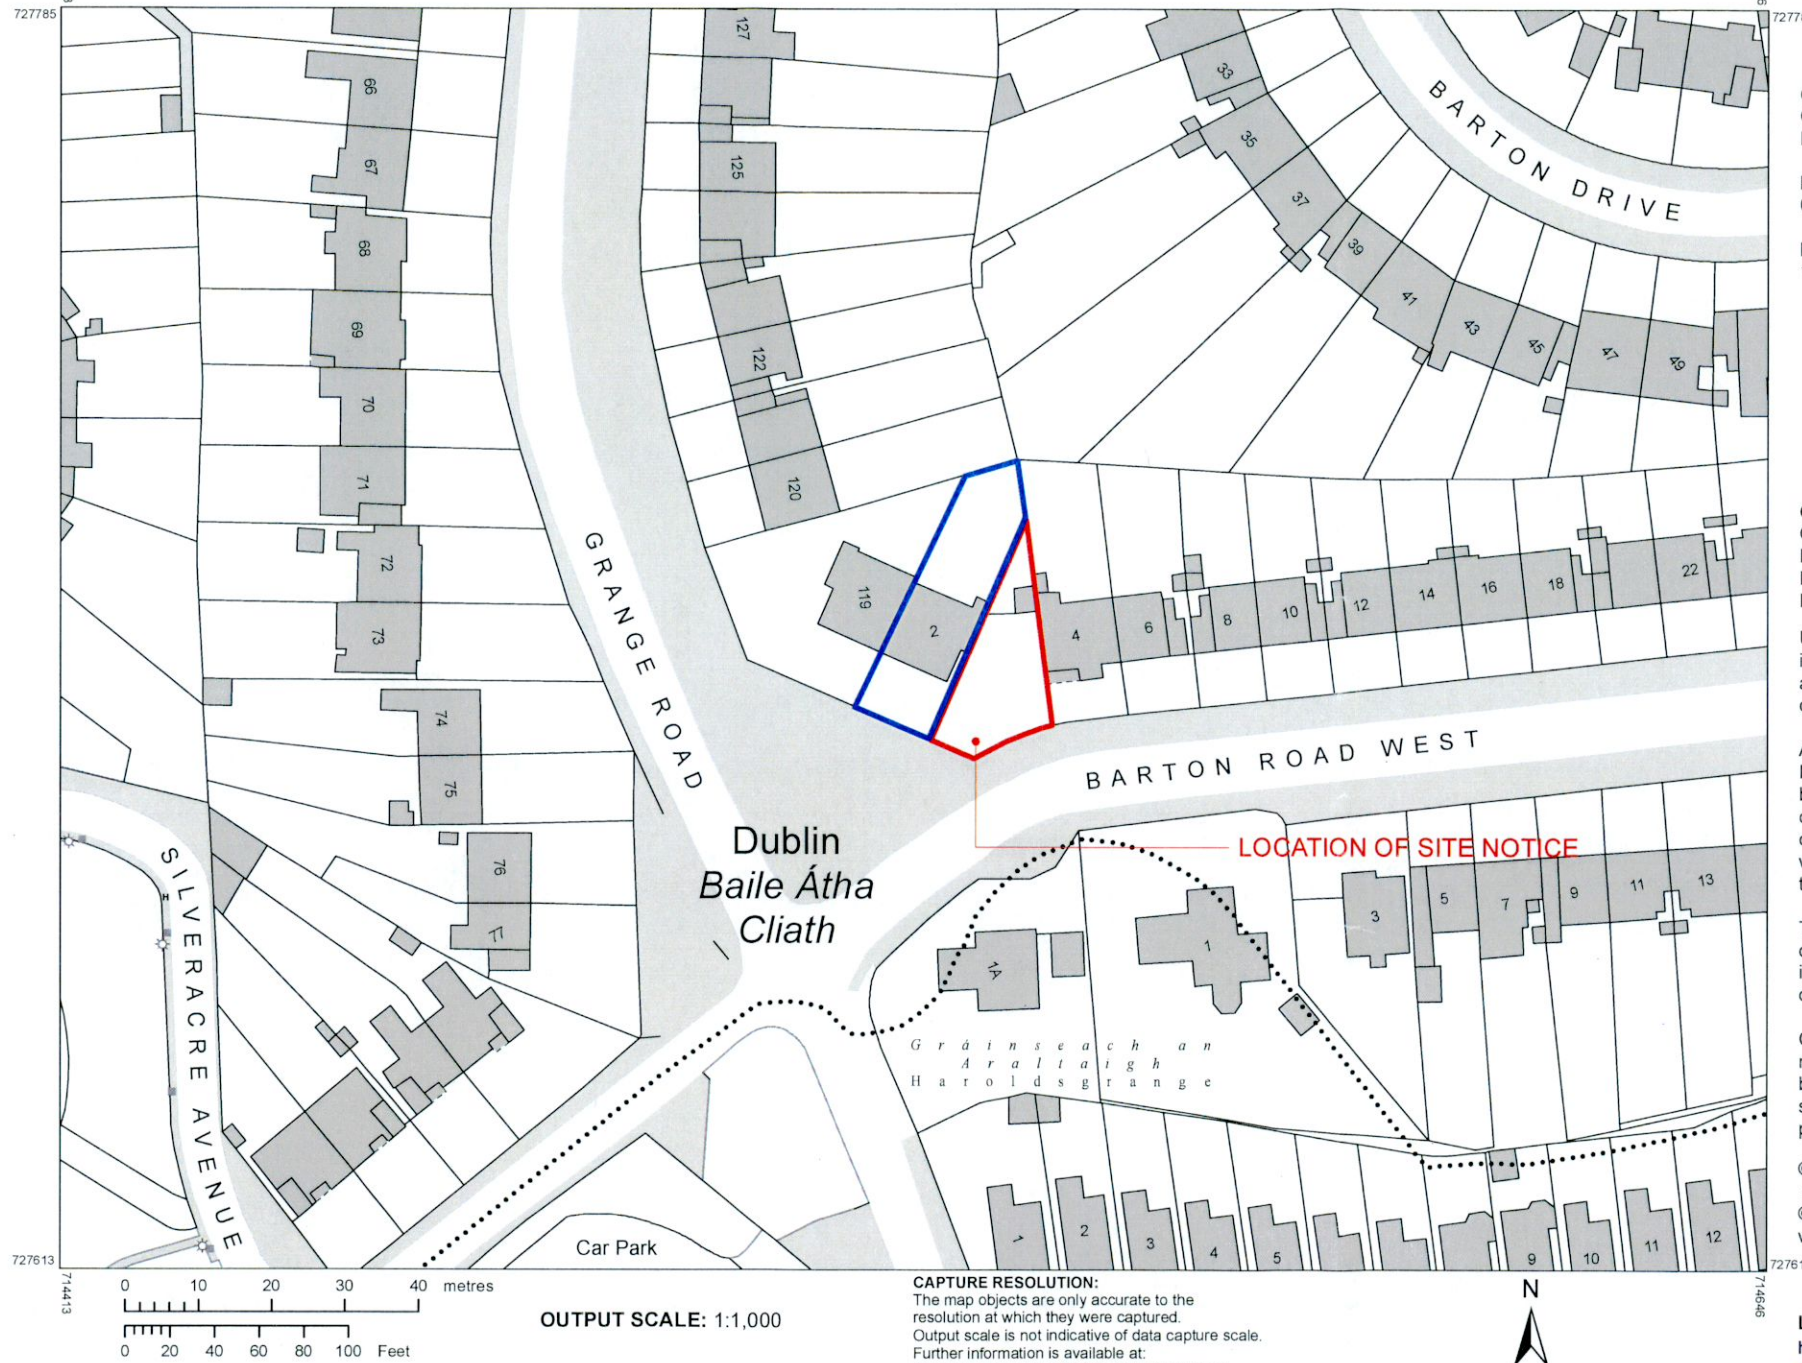 727785
66
67
68
69
70
71
72
73
74
75
76
77
127
125
122
120
119
2
4
6
8
10
12
14
16
18
22
33
35
37
39
41
43
45
47
49
BARTON DRIVE
GRANGE ROAD
BARTON ROAD WEST
SILVERACRE AVENUE
H
Dublin
Baile Átha
Cliath
LOCATION OF SITE NOTICE
1A
1
3
5
7
9
11
13
Gráinseach an
Araltaigh
Haroldsgrange
Car Park
1
2
3
4
5
9
10
11
12
727613
714413
714646
0 10 20 30 40 metres
0 20 40 60 80 100 Feet
OUTPUT SCALE: 1:1,000
CAPTURE RESOLUTION:
The map objects are only accurate to the
resolution at which they were captured.
Output scale is not indicative of data capture scale.
Further information is available at:
N